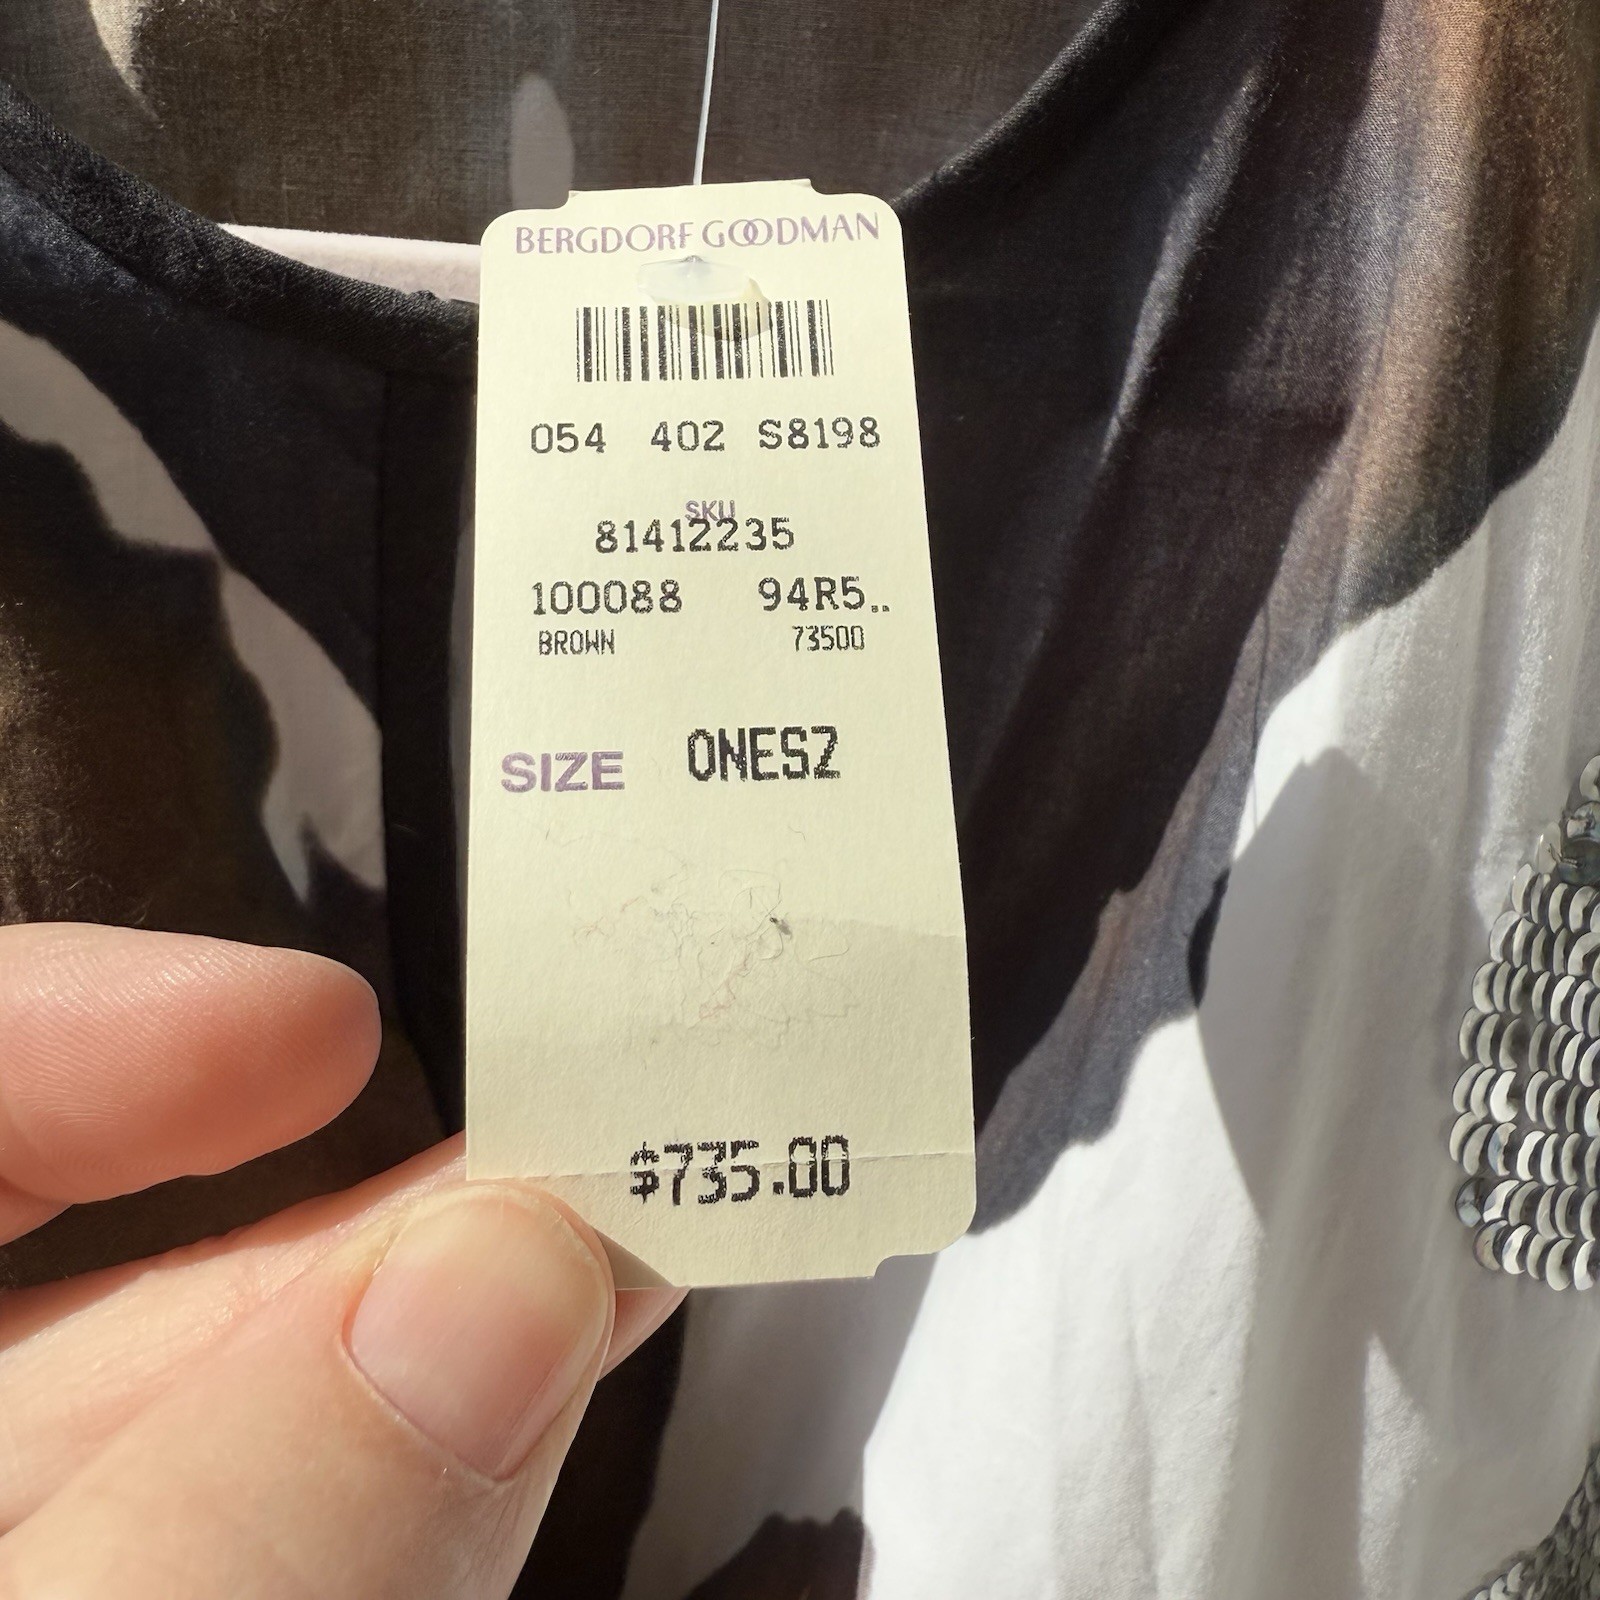 BERGDORF GOODMAN
054 402 S8198
SKU
81412235
100088 94R5..
BROWN 73500
SIZE ONESZ
$735.00